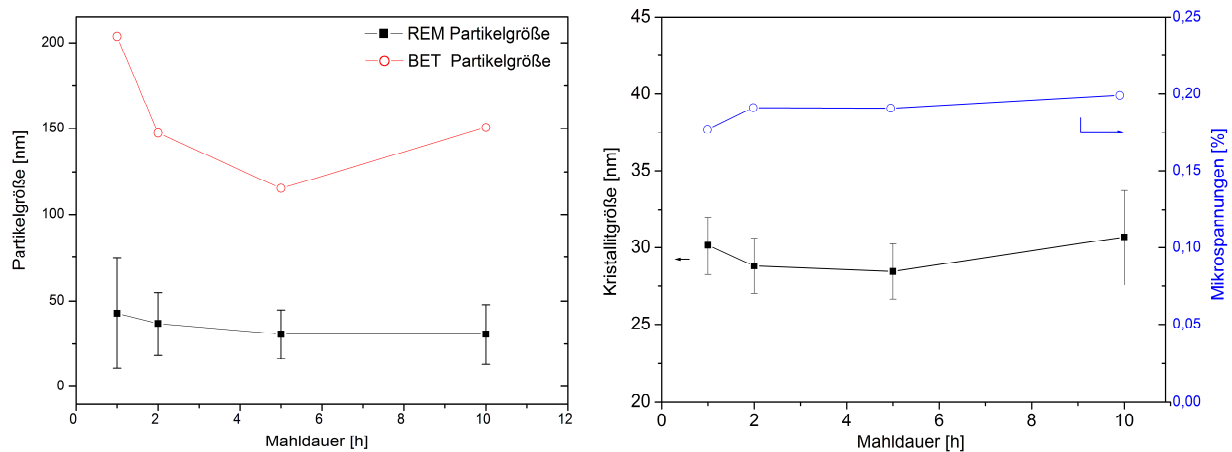 REM Partikelgröße
BET Partikelgröße
Partikelgröße [nm]
200
150
100
50
0
0 2 4 6 8 10 12
Mahldauer [h]
Kristallitgröße [nm]
45
40
35
30
25
20
0 2 4 6 8 10
Mahldauer [h]
0,25
0,20
0,15
0,10
0,05
0,00
Mikrospannungen [%]